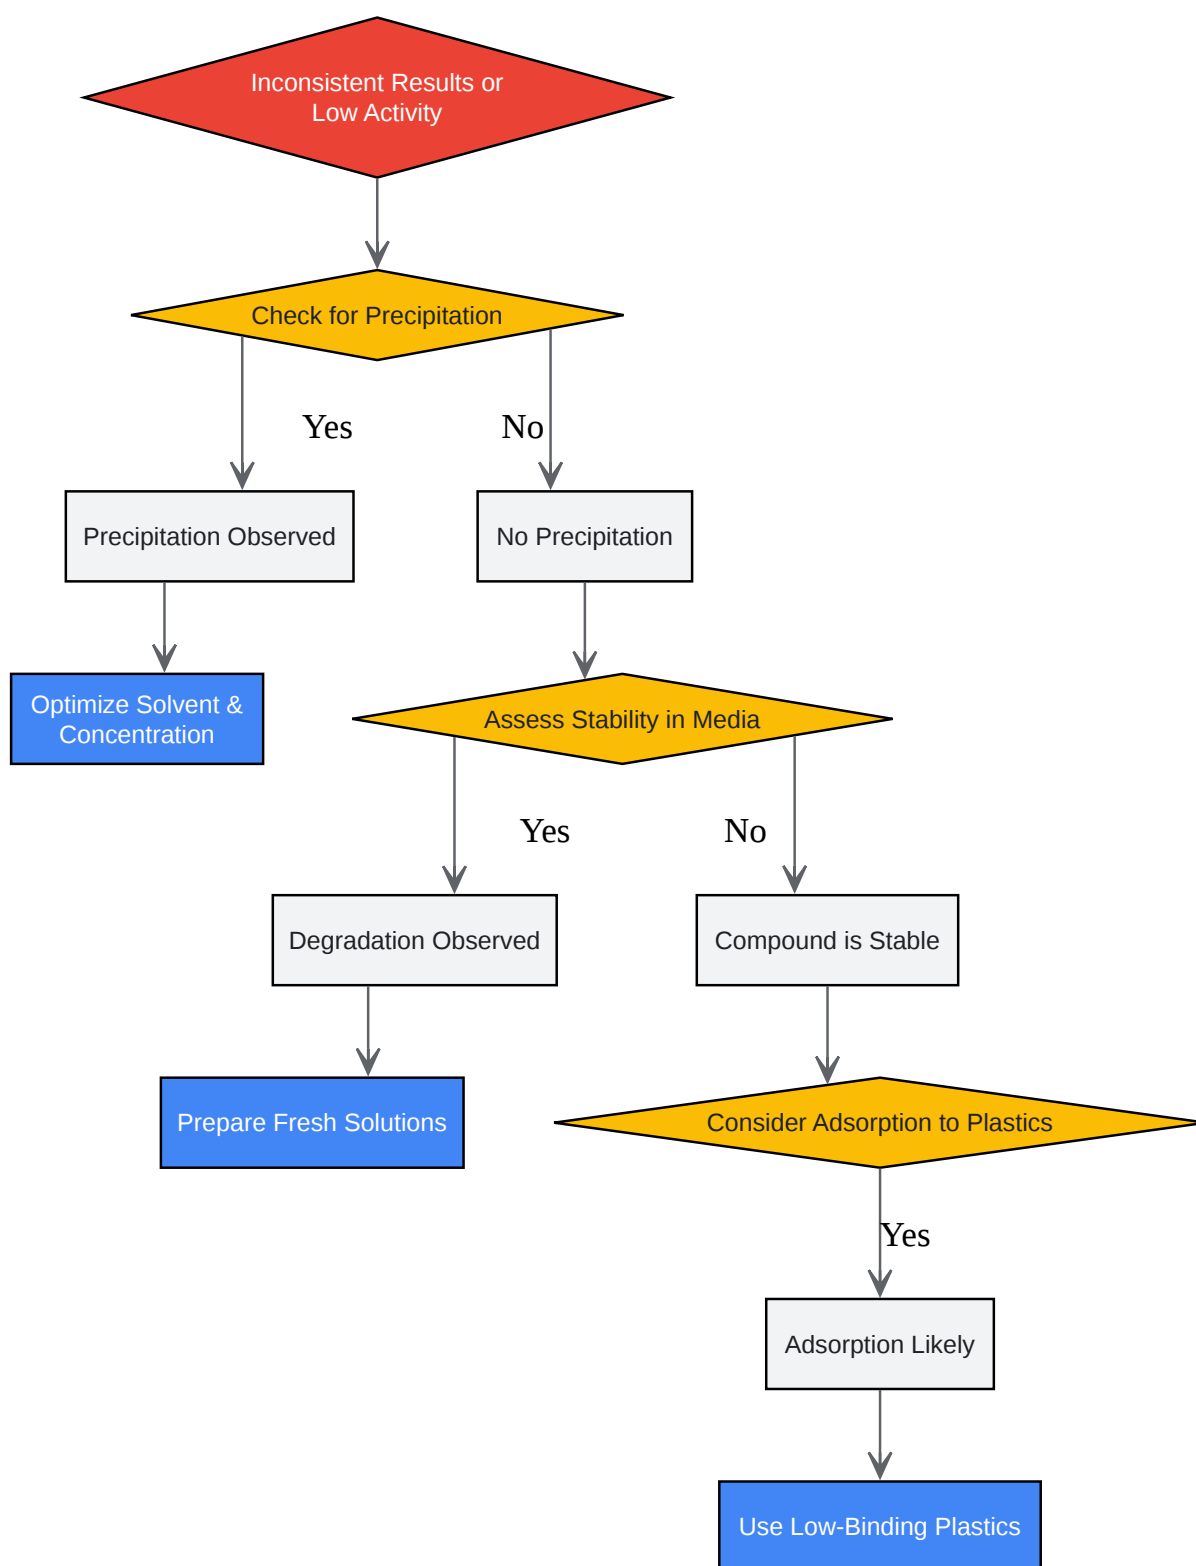 Inconsistent Results or
Low Activity
Check for Precipitation
Yes
No
Precipitation Observed
No Precipitation
Optimize Solvent &
Concentration
Assess Stability in Media
Yes
No
Degradation Observed
Compound is Stable
Prepare Fresh Solutions
Consider Adsorption to Plastics
Yes
Adsorption Likely
Use Low-Binding Plastics